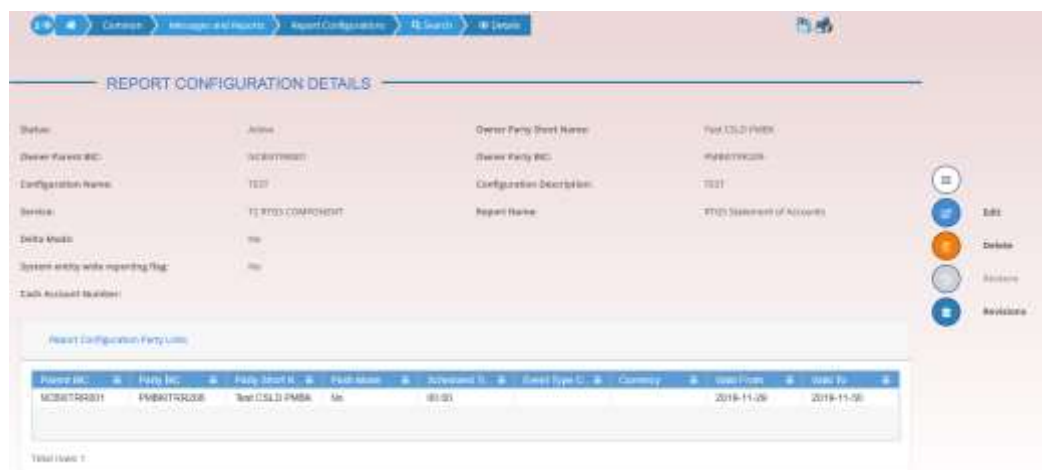 Common Messages and Reports Report Configurations Search Details
REPORT CONFIGURATION DETAILS
Status: Active Owner Party Short Name: Test CSLD PMBK
Owner Parent BIC: Owner Party BIC:
Configuration Name: TEST Configuration Description: TEST
Service: T2 RTGS COMPONENT Report Name: RTGS Statement of Accounts
Delta Mode: No
System entity wide reporting flag: No
Cash Account Number:
Edit
Delete
Restore
Revisions
Report Configuration Party Links
Parent BIC Party BIC Party Short N... Push Mode Scheduled Ti... Event Type C... Currency Valid From Valid To
Test CSLD PMBK No 00:00 2019-11-29
Total rows: 1